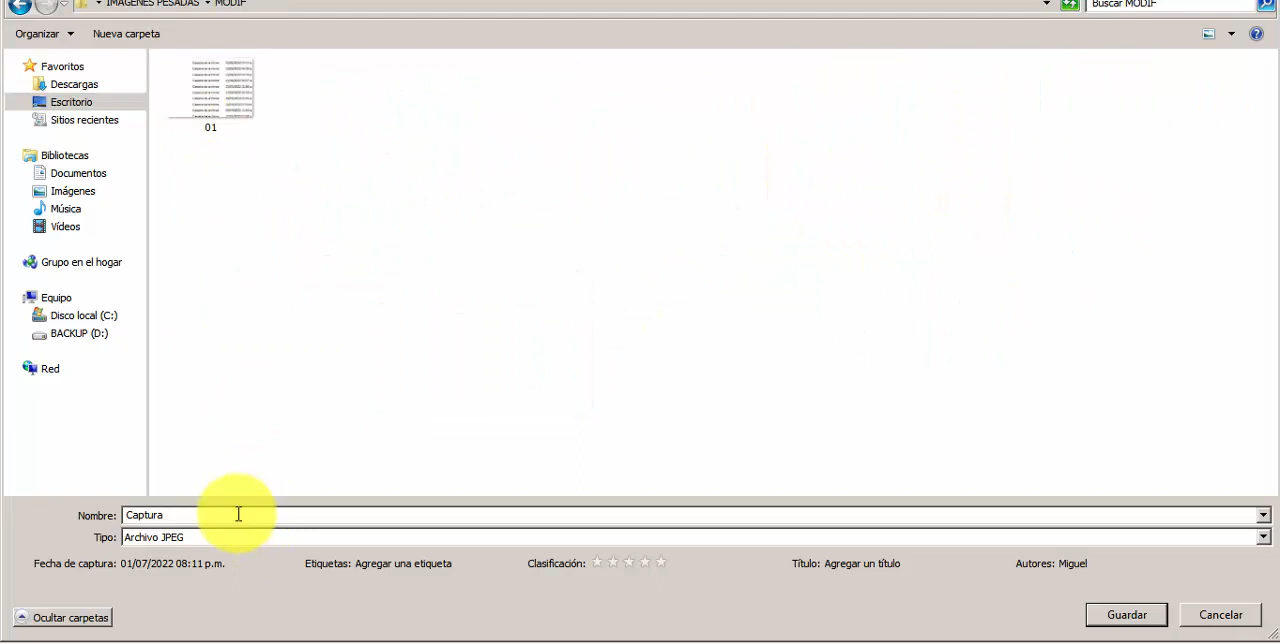 IMÁGENES PESADAS MODIF
Buscar MODIF
Organizar Nueva carpeta
Favoritos
Descargas
Escritorio
Sitios recientes
Bibliotecas
Documentos
Imágenes
Música
Vídeos
Grupo en el hogar
Equipo
Disco local (C:)
BACKUP (D:)
Red
01
Nombre: Captura
Tipo: Archivo JPEG
Fecha de captura: 01/07/2022 08:11 p.m. Etiquetas: Agregar una etiqueta Clasificación: Título: Agregar un título Autores: Miguel
Ocultar carpetas Guardar Cancelar